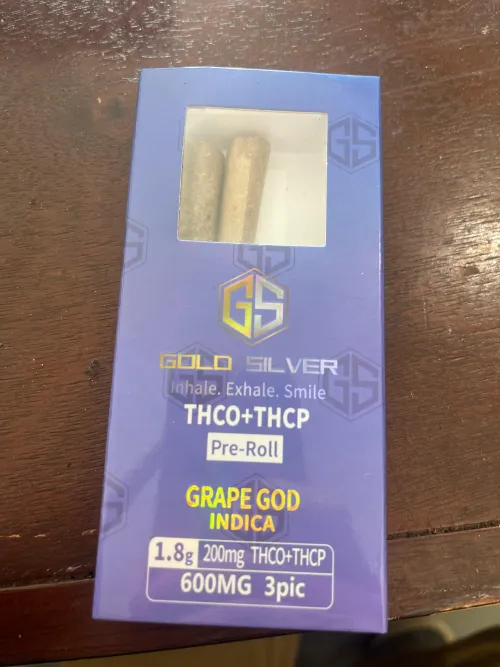 GS
GOLD SILVER
Inhale. Exhale. Smile
THCO+THCP
Pre-Roll
GRAPE GOD
INDICA
1.8g 200mg THCO+THCP
600MG 3pic